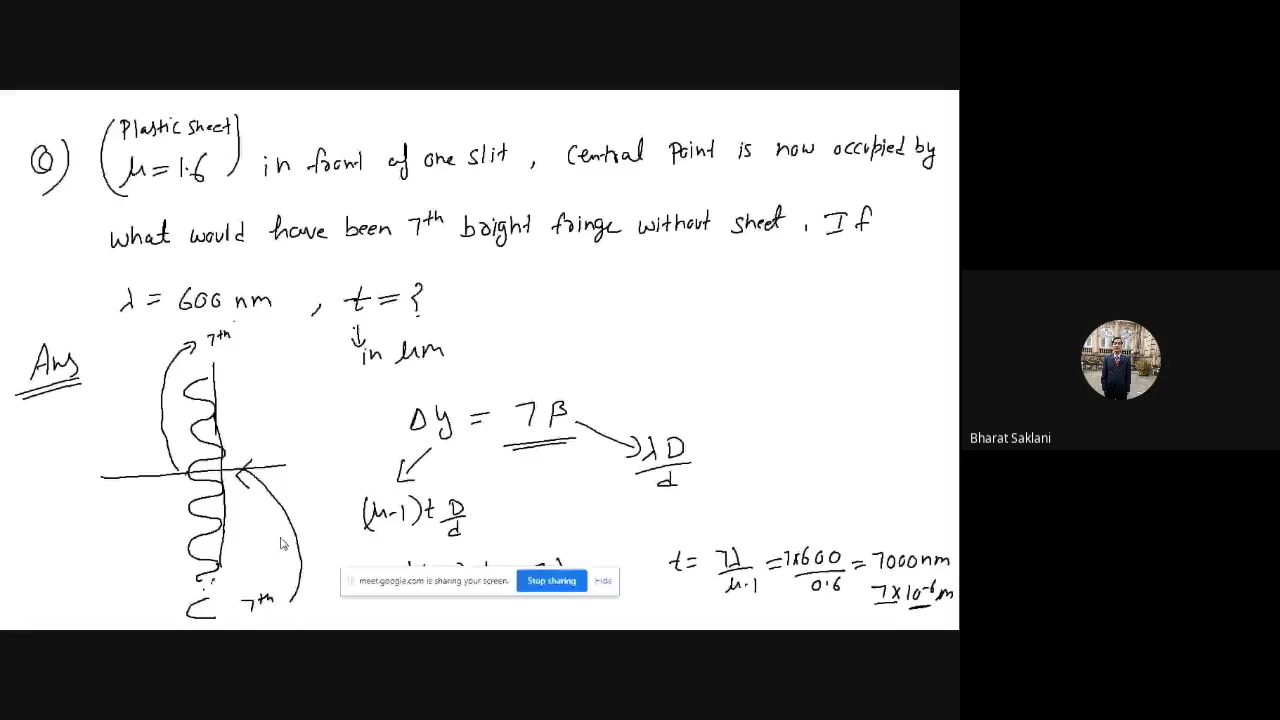 Q) (Plastic sheet μ = 1.6) in front of one slit, Central Point is now occupied by
what would have been 7th bright fringe without sheet. If
λ = 600 nm, t = ?
in μm
Ans
7th
Δy = 7β
λD/d
(μ-1)t D/d
7th
t = 7λ/μ-1 = 7x600/0.6 = 7000nm
7 x 10^-6 m
meet.google.com is sharing your screen.
Stop sharing
Hide
Bharat Saklani